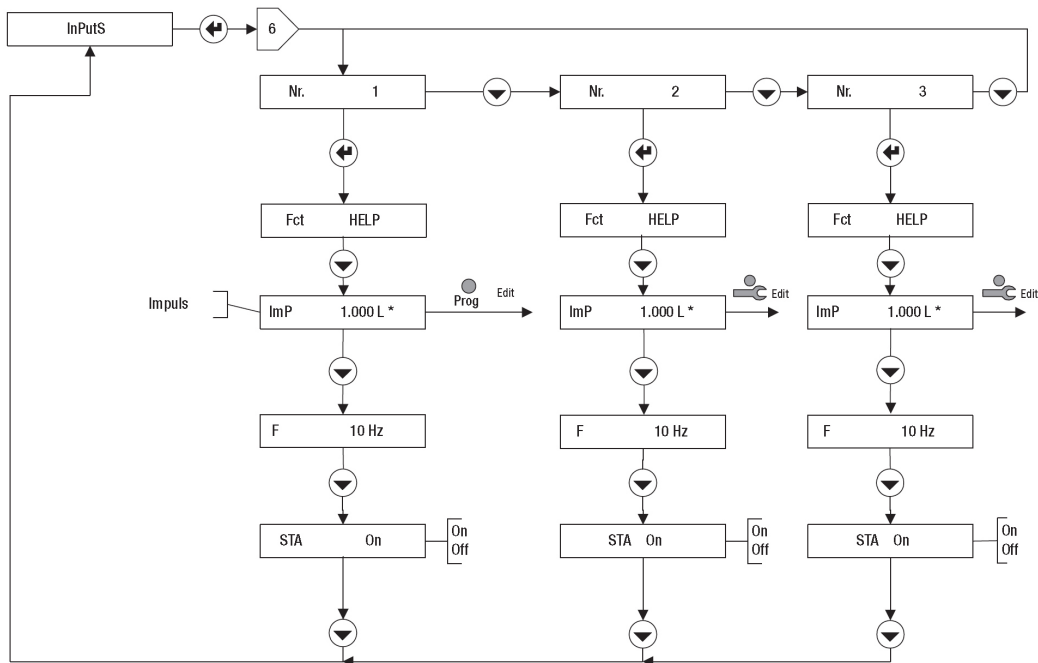 InPutS
6
Nr. 1
Nr. 2
Nr. 3
Fct HELP
Fct HELP
Fct HELP
Impuls
ImP 1.000 L *
Prog
Edit
ImP 1.000 L *
Edit
ImP 1.000 L *
Edit
F 10 Hz
F 10 Hz
F 10 Hz
STA On
On
Off
STA On
On
Off
STA On
On
Off